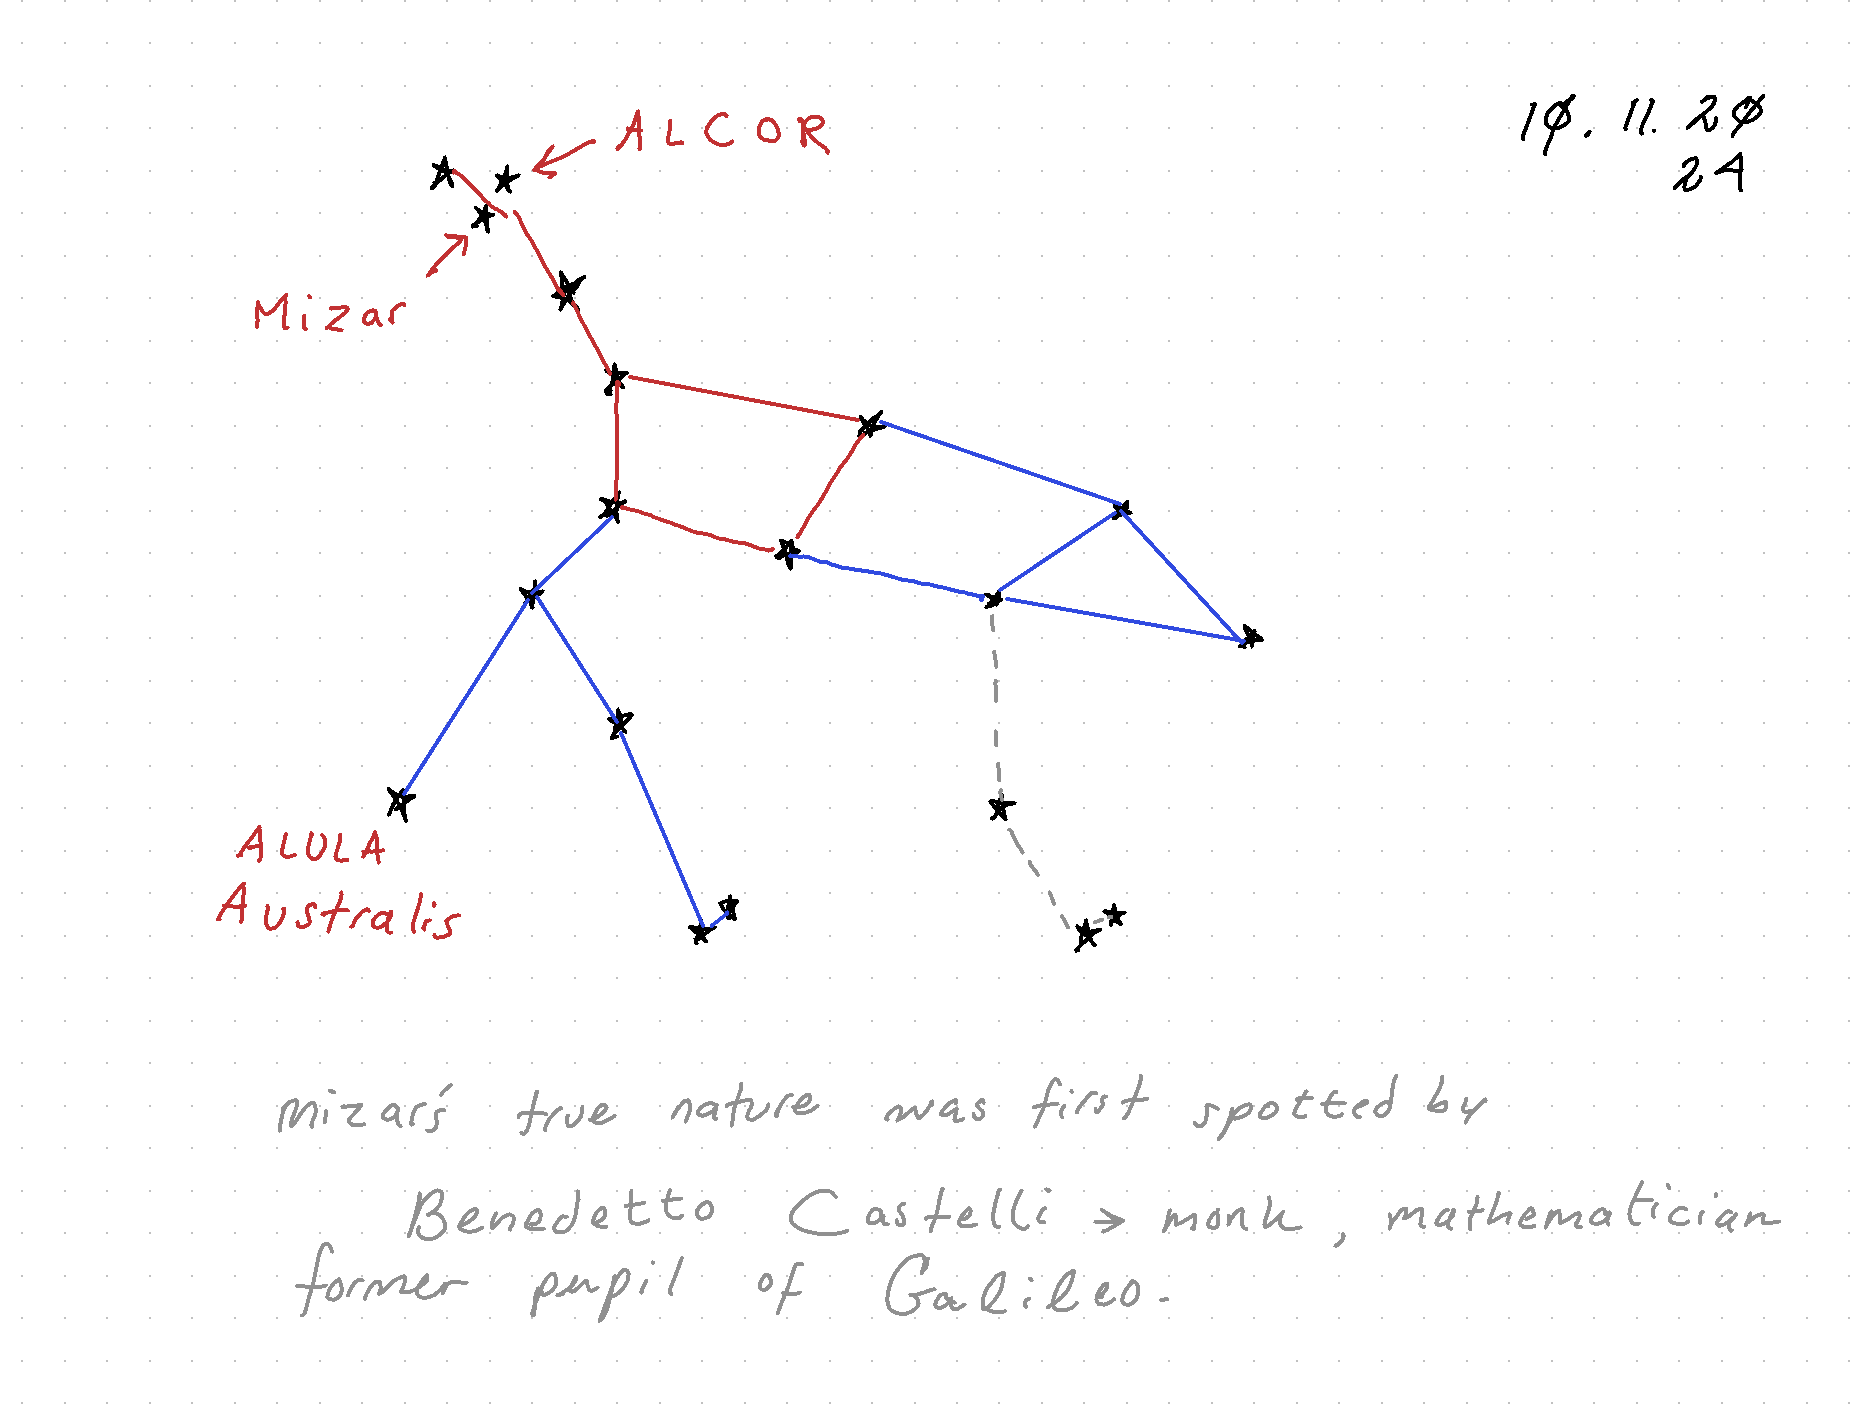 ALCOR
10.11.20
24
Mizar
ALULA
Australis
mizar's true nature was first spotted by
Benedetto Castelli → monk, mathematician
former pupil of Galileo.